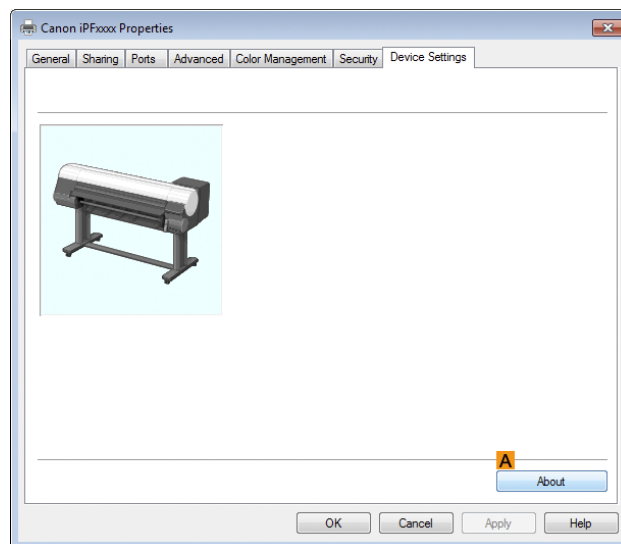 Canon iPFxxxx Properties
General Sharing Ports Advanced Color Management Security Device Settings
A
About
OK Cancel Apply Help